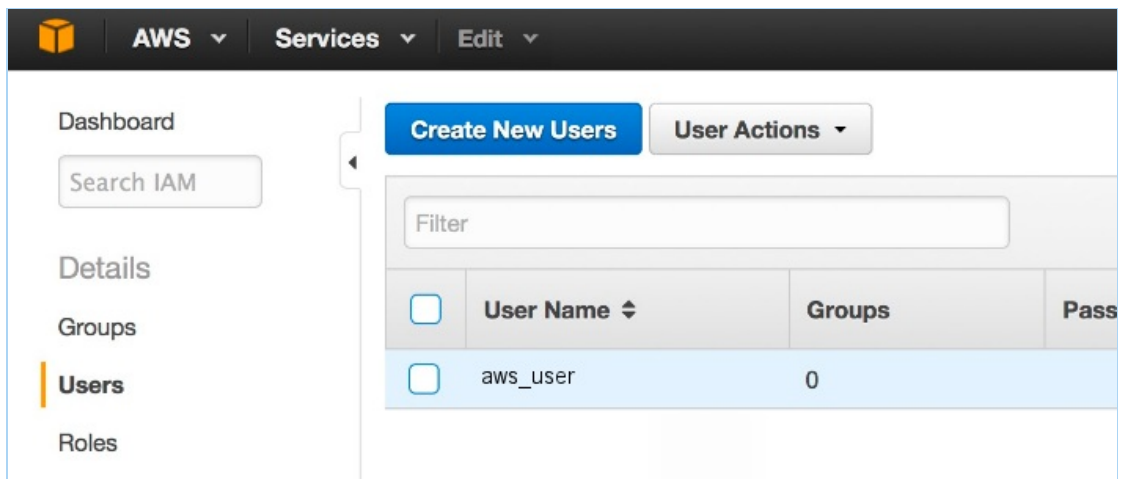 AWS Services Edit
Dashboard
Search IAM
Details
Groups
Users
Roles
Create New Users User Actions
Filter
User Name Groups Pass
aws_user 0